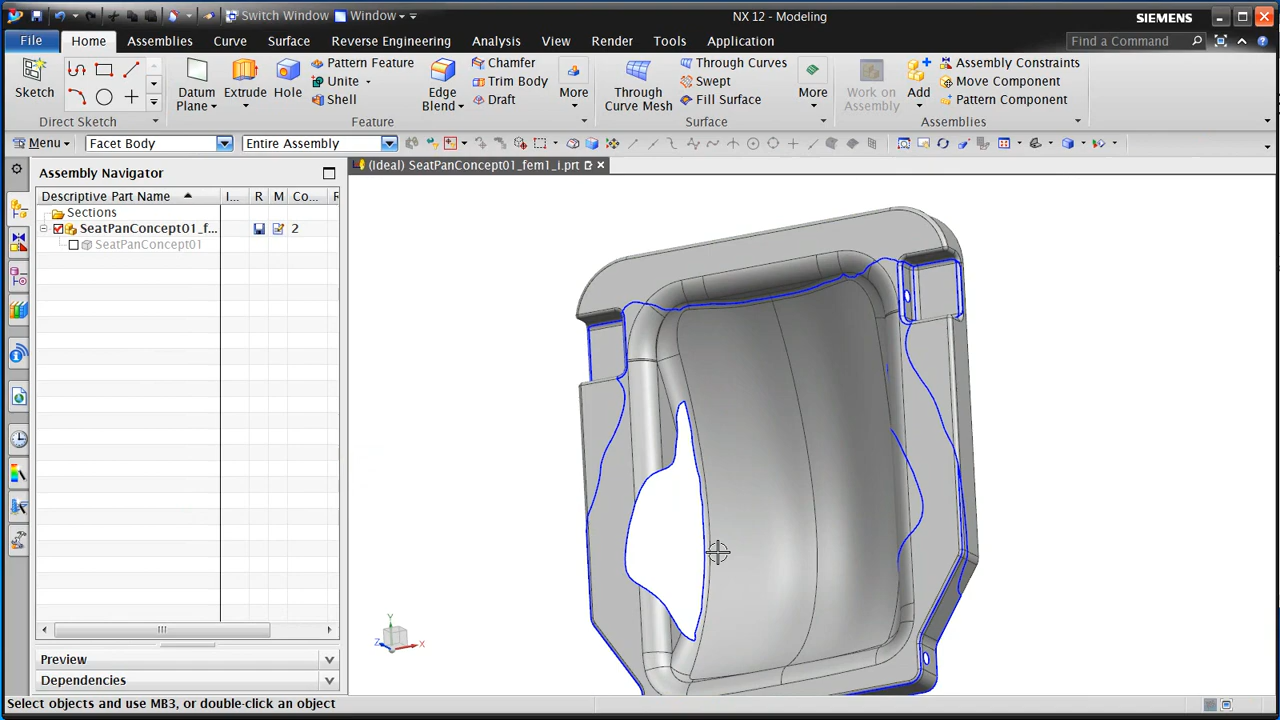 Switch Window Window
NX 12 - Modeling
SIEMENS
File Home Assemblies Curve Surface Reverse Engineering Analysis View Render Tools Application Find a Command
Sketch
Direct Sketch
Datum Plane
Extrude
Hole
Pattern Feature
Unite
Shell
Edge Blend
Chamfer
Trim Body
Draft
More
Feature
Through Curve Mesh
Through Curves
Swept
Fill Surface
More
Surface
Work on Assembly
Add
Assembly Constraints
Move Component
Pattern Component
Assemblies
Menu Facet Body Entire Assembly
(Ideal) SeatPanConcept01_fem1_i.prt
Assembly Navigator
Descriptive Part Name I... R M Co... R
Sections
SeatPanConcept01_f... 2
SeatPanConcept01
Y
Z X
Preview
Dependencies
Select objects and use MB3, or double-click an object